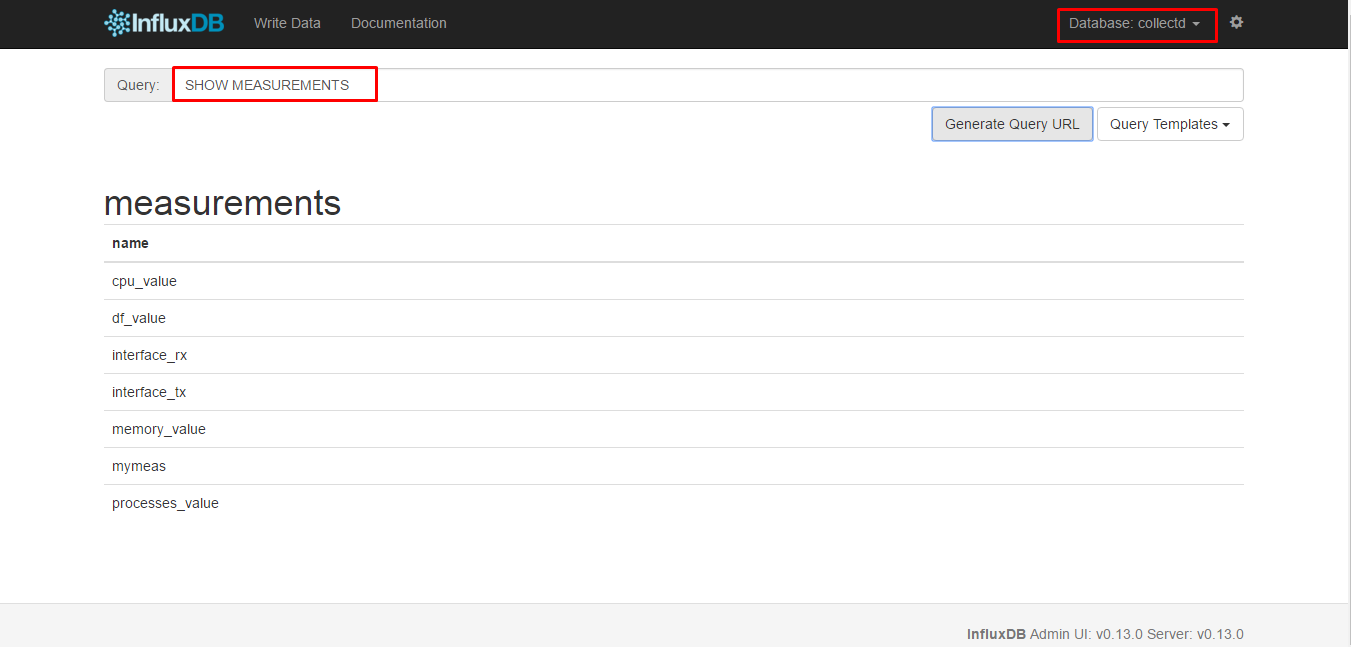 InfluxDB Write Data Documentation Database: collectd
Query: SHOW MEASUREMENTS
Generate Query URL Query Templates
measurements
name
cpu_value
df_value
interface_rx
interface_tx
memory_value
mymeas
processes_value
InfluxDB Admin UI: v0.13.0 Server: v0.13.0